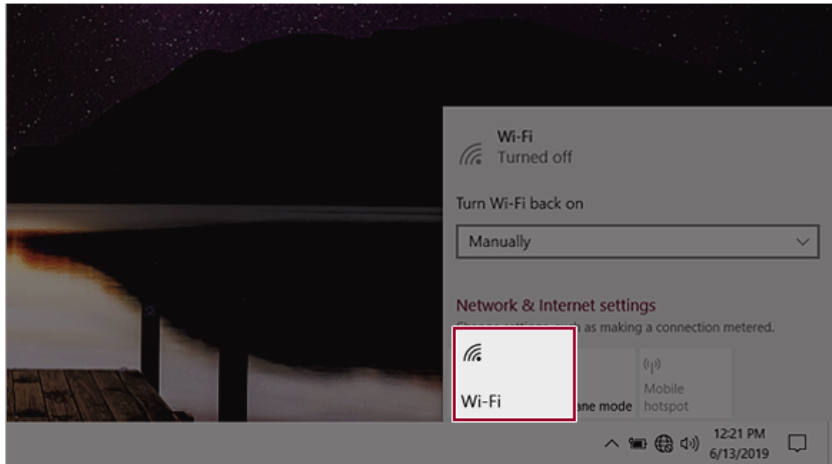 Wi-Fi
Turned off
Turn Wi-Fi back on
Manually
Network & Internet settings
as making a connection metered.
Wi-Fi
ane mode
Mobile
hotspot
12:21 PM
6/13/2019